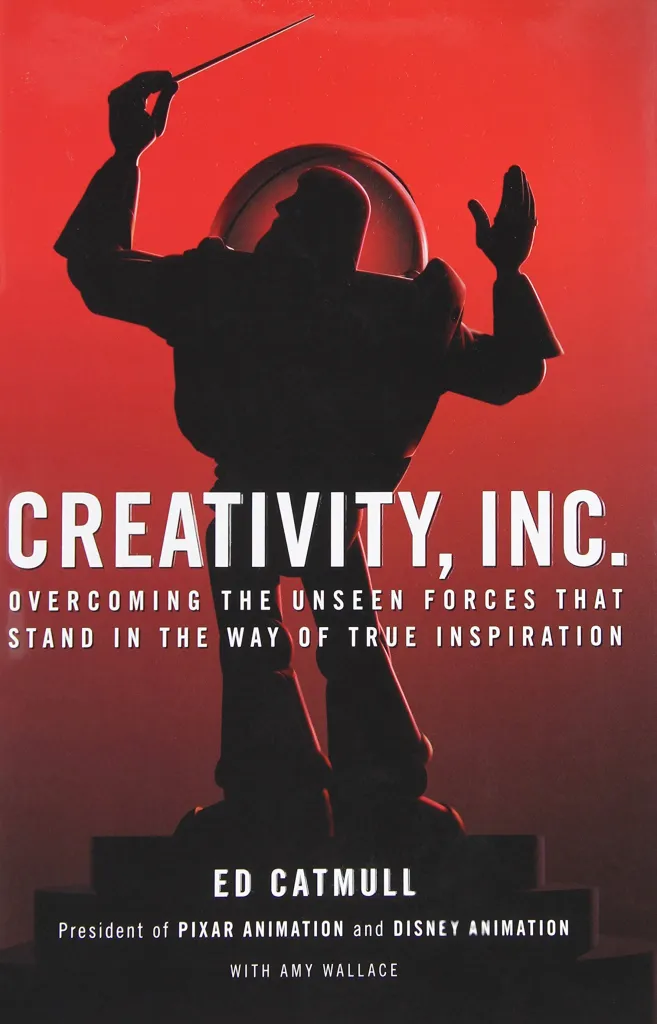 CREATIVITY, INC.
OVERCOMING THE UNSEEN FORCES THAT
STAND IN THE WAY OF TRUE INSPIRATION
ED CATMULL
President of PIXAR ANIMATION and DISNEY ANIMATION
WITH AMY WALLACE